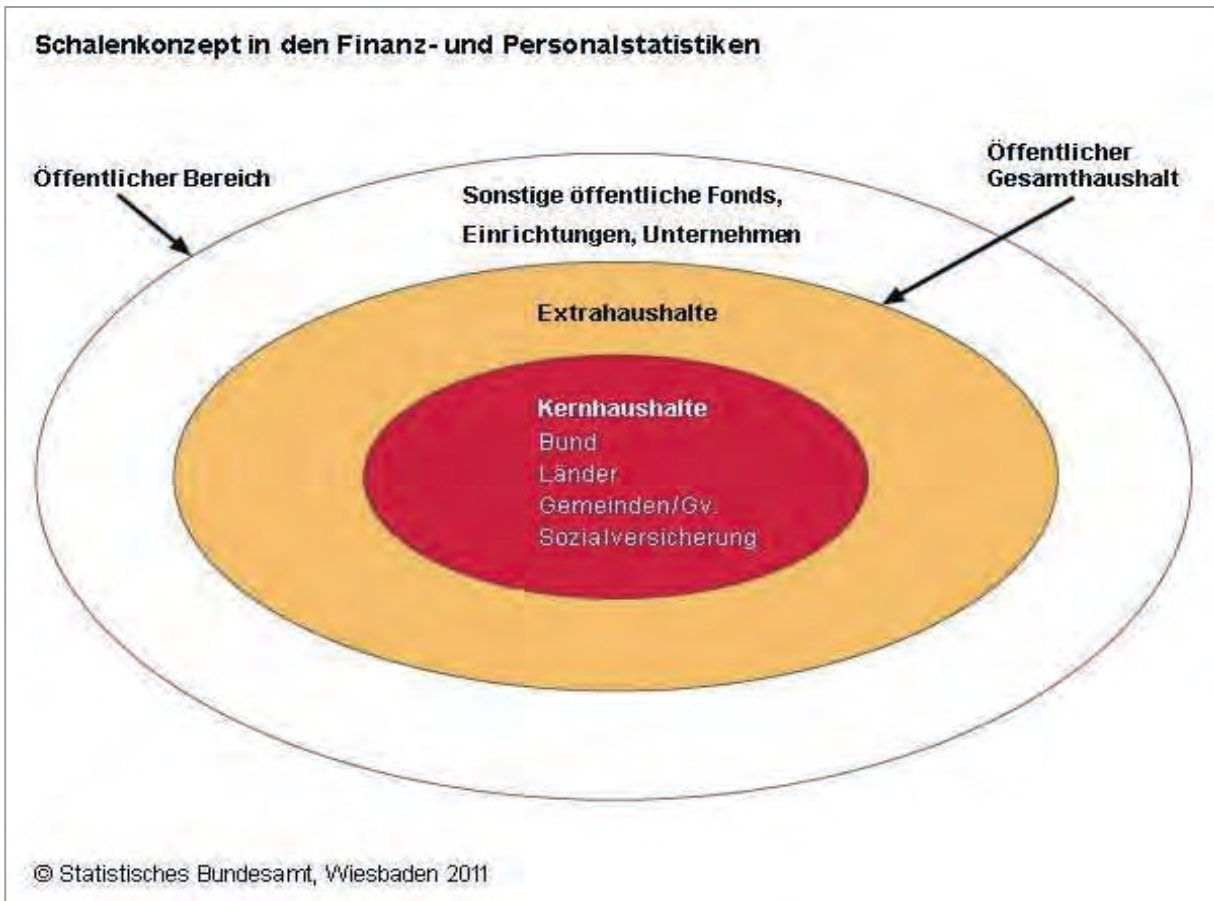 Schalenkonzept in den Finanz- und Personalstatistiken
Öffentlicher Bereich
Sonstige öffentliche Fonds,
Einrichtungen, Unternehmen
Öffentlicher
Gesamthaushalt
Extrahaushalte
Kernhaushalte
Bund
Länder
Gemeinden/Gv.
Sozialversicherung
© Statistisches Bundesamt, Wiesbaden 2011